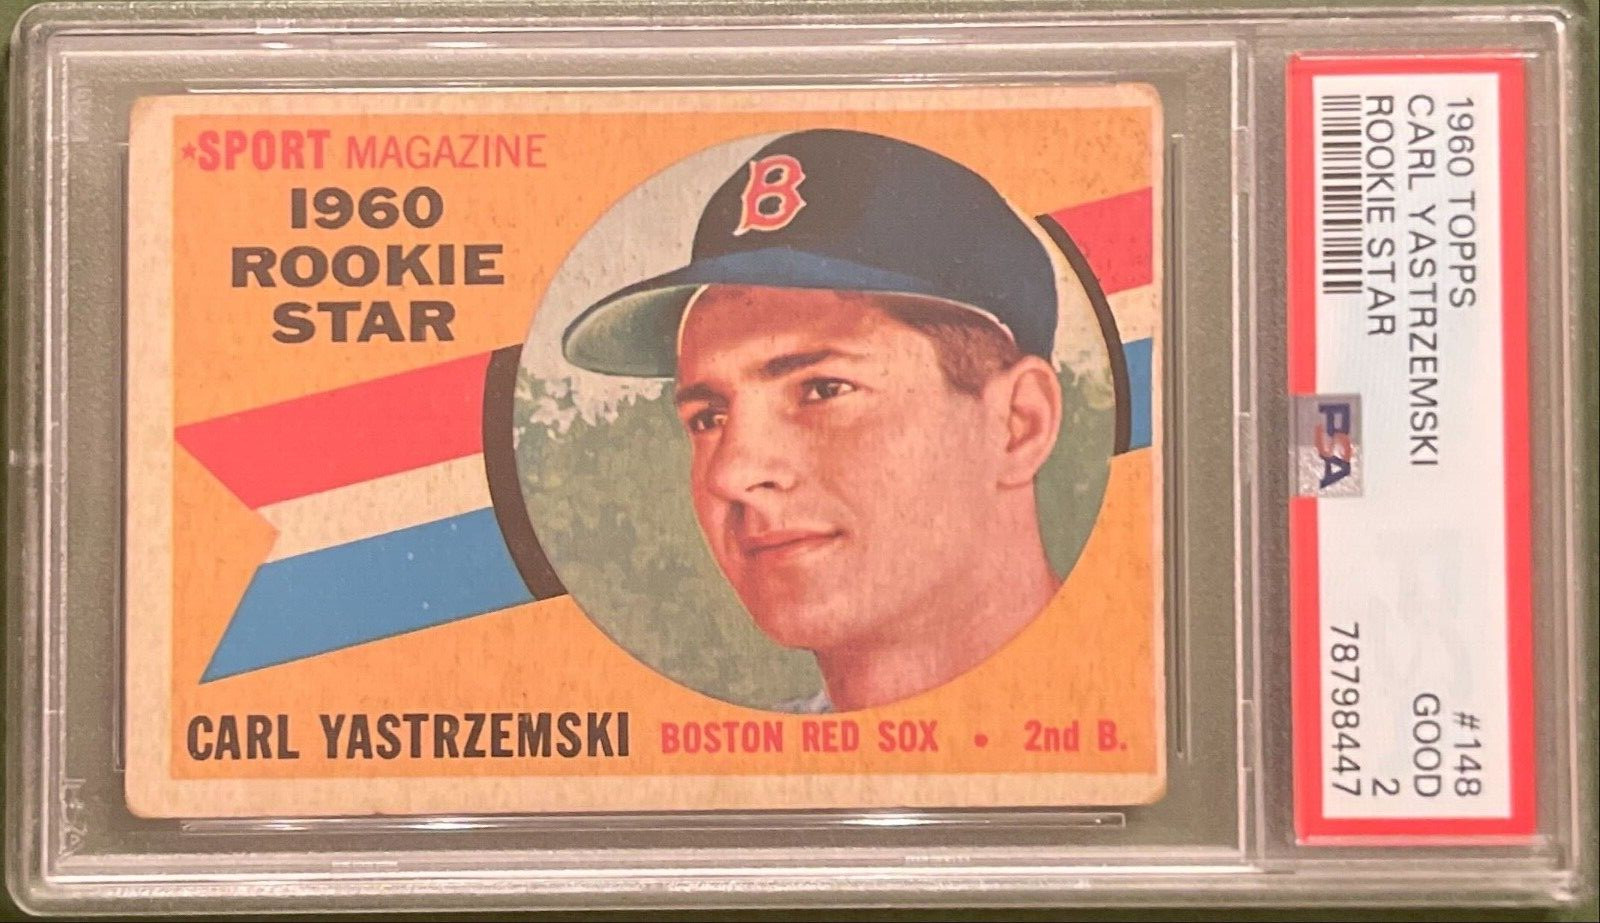 ★SPORT MAGAZINE
1960
ROOKIE
STAR
B
CARL YASTRZEMSKI BOSTON RED SOX • 2nd B.
1960 TOPPS #148
CARL YASTRZEMSKI GOOD
ROOKIE STAR 2
PSA 78798447